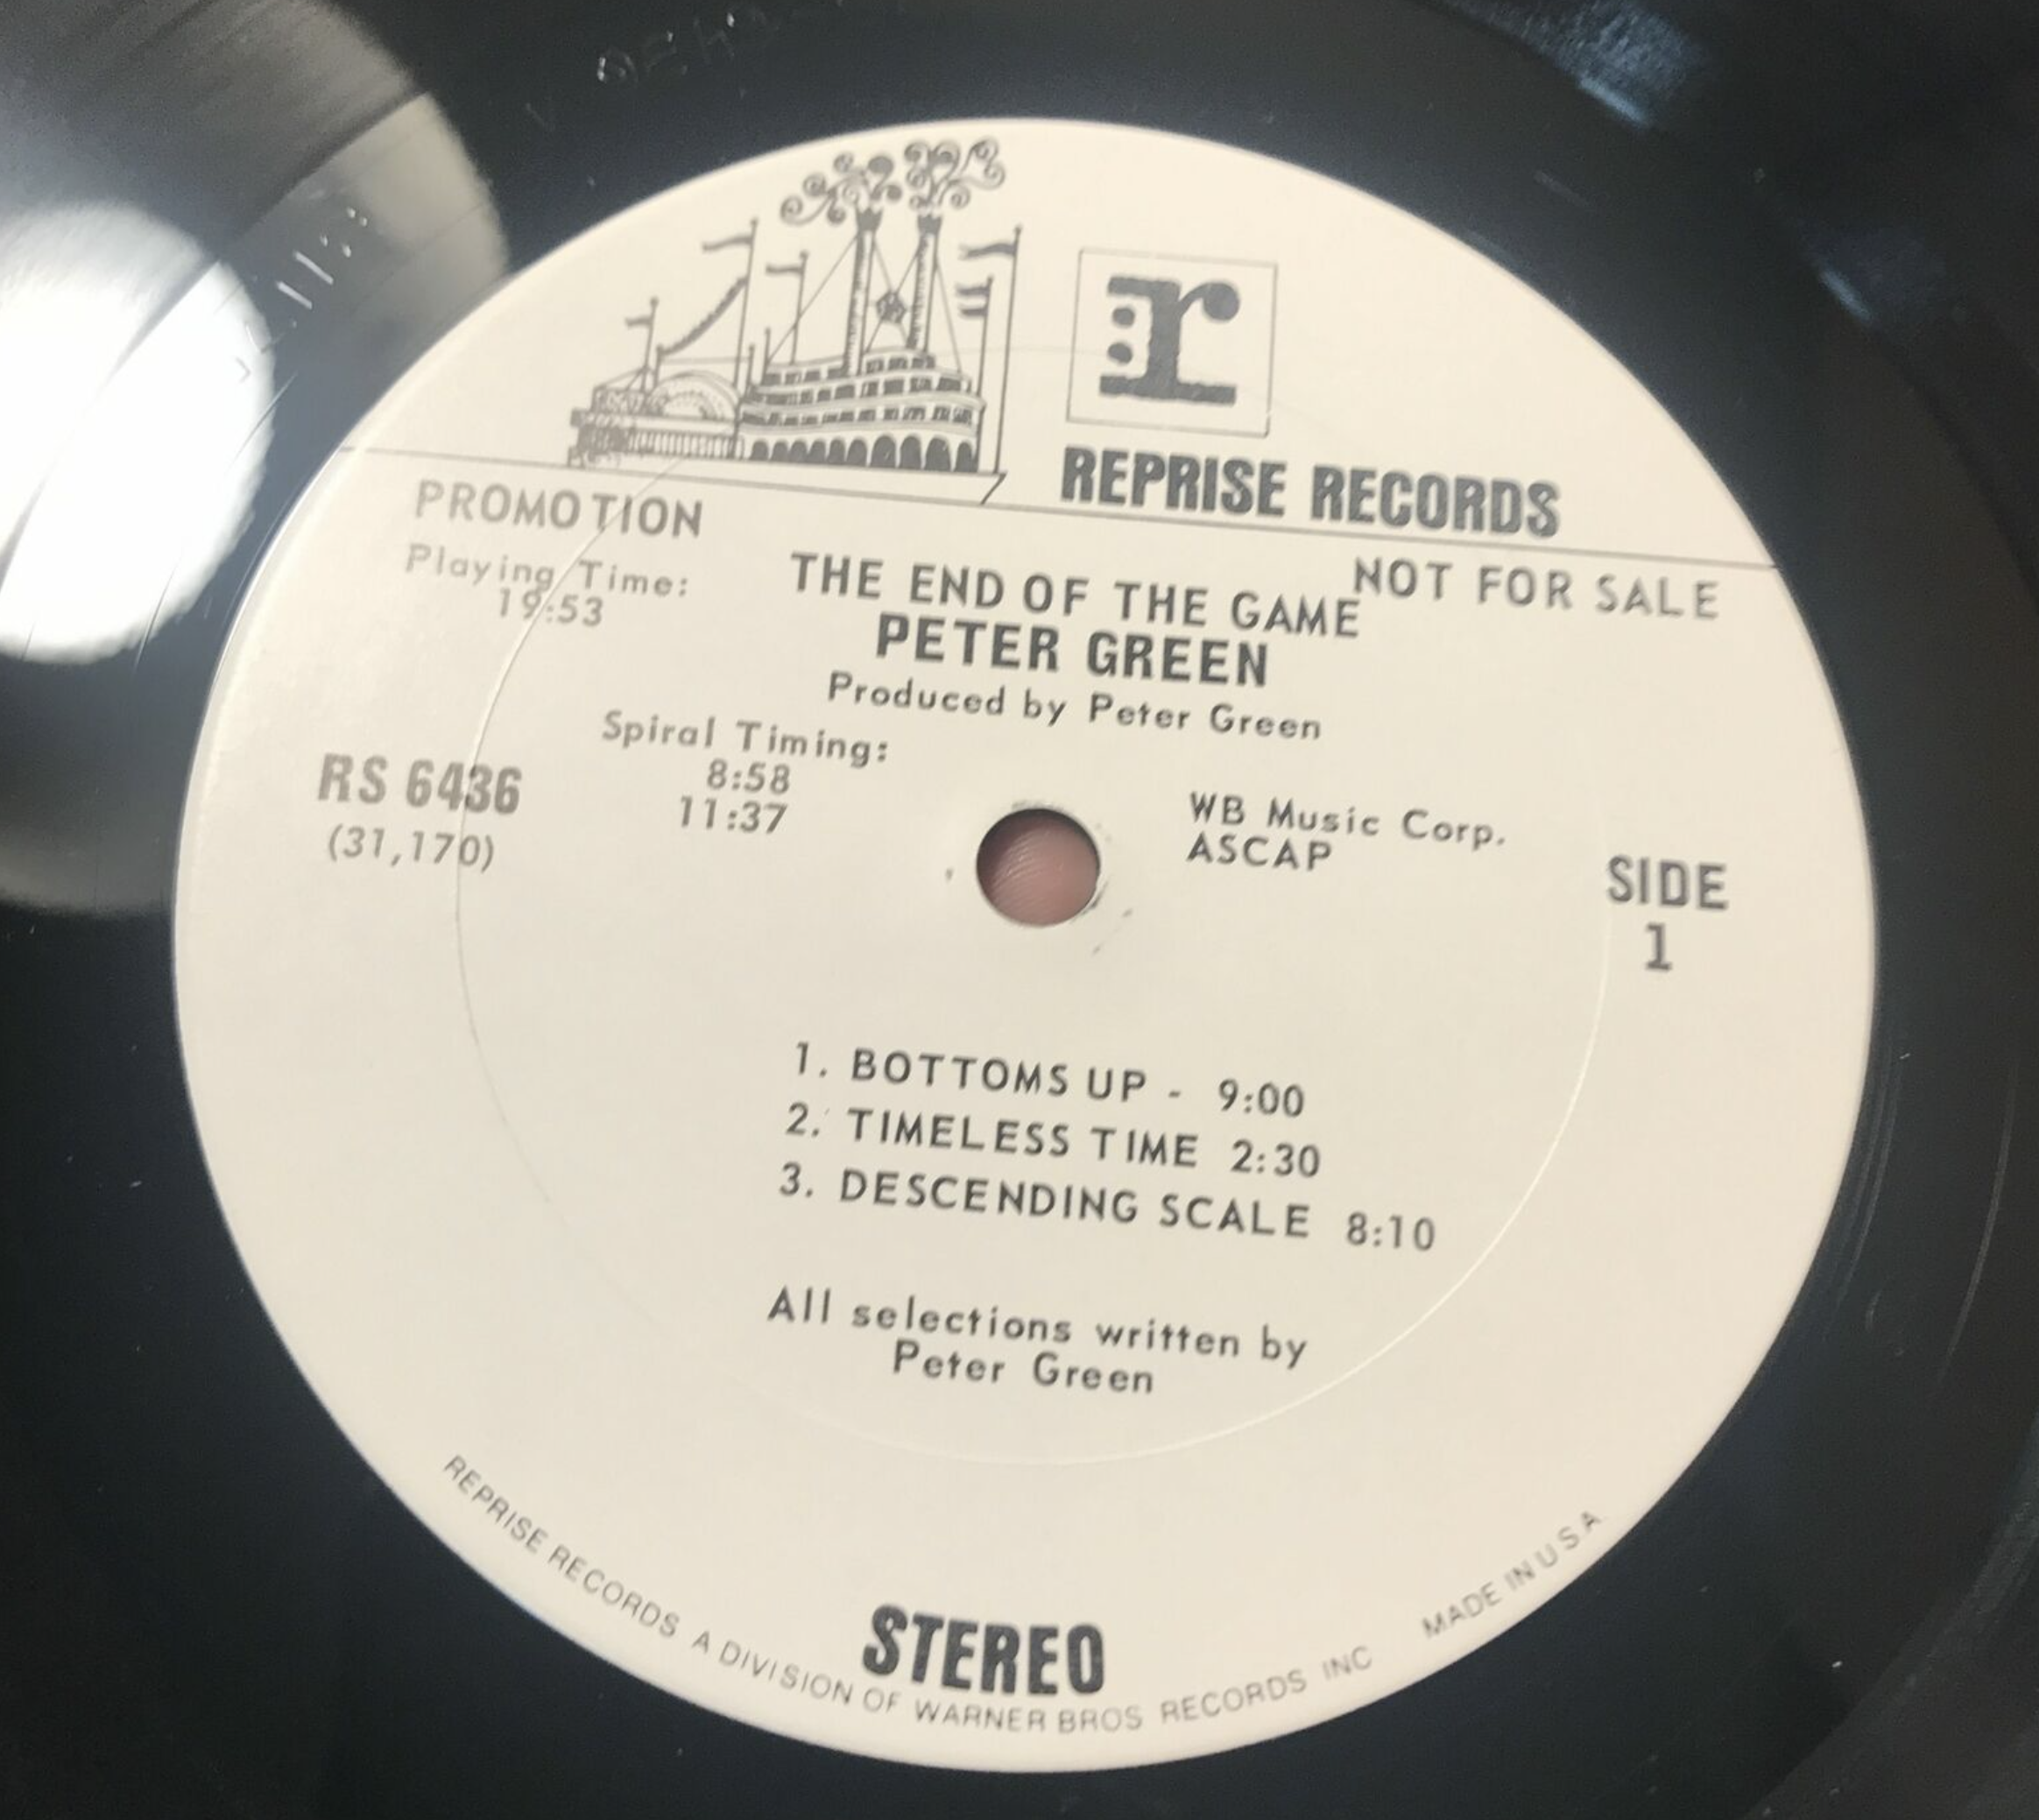 r
REPRISE RECORDS
PROMOTION
NOT FOR SALE
Playing Time:
19:53
THE END OF THE GAME
PETER GREEN
Produced by Peter Green
Spiral Timing:
8:58
11:37
RS 6436
(31,170)
WB Music Corp.
ASCAP
SIDE
1
1. BOTTOMS UP - 9:00
2. TIMELESS TIME 2:30
3. DESCENDING SCALE 8:10
All selections written by
Peter Green
STEREO
REPRISE RECORDS A DIVISION OF WARNER BROS RECORDS INC MADE IN U S A